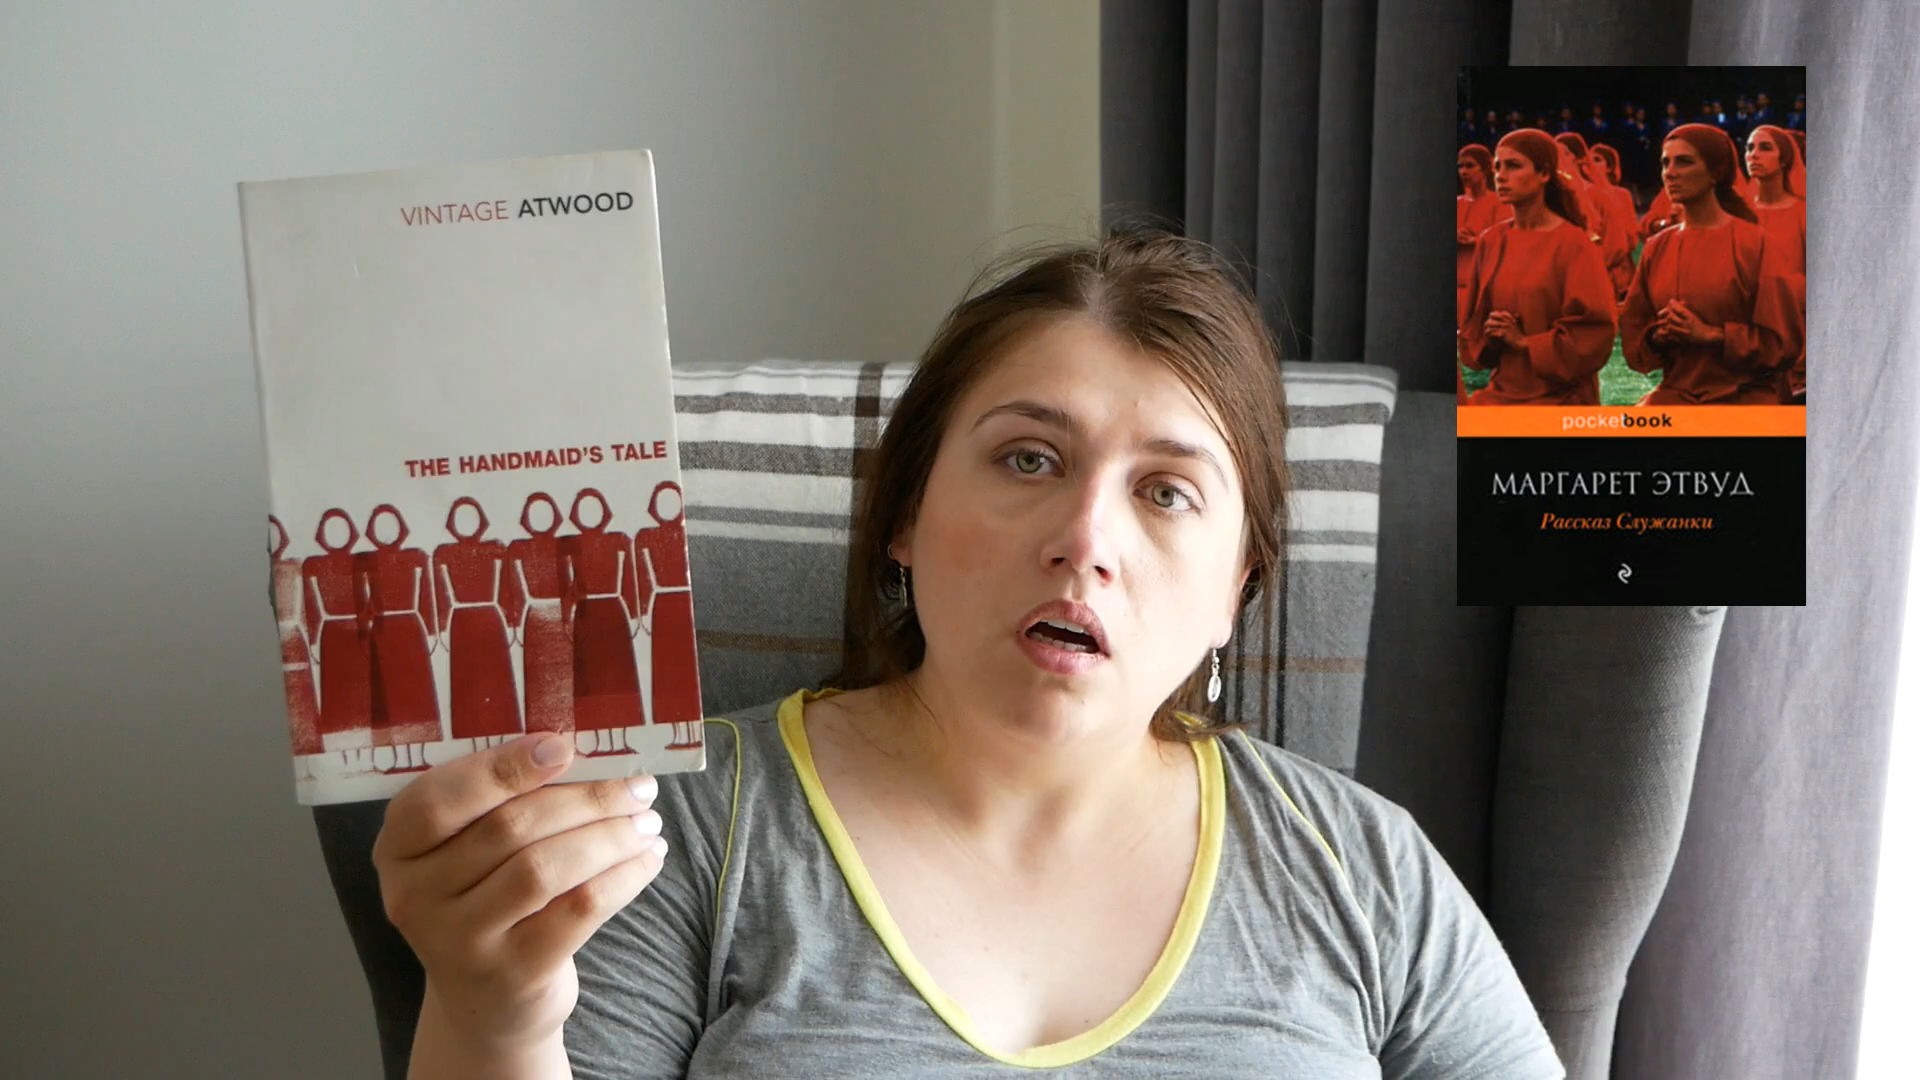 VINTAGE ATWOOD
THE HANDMAID'S TALE
pocketbook
МАРГАРЕТ ЭТВУД
Рассказ Служанки